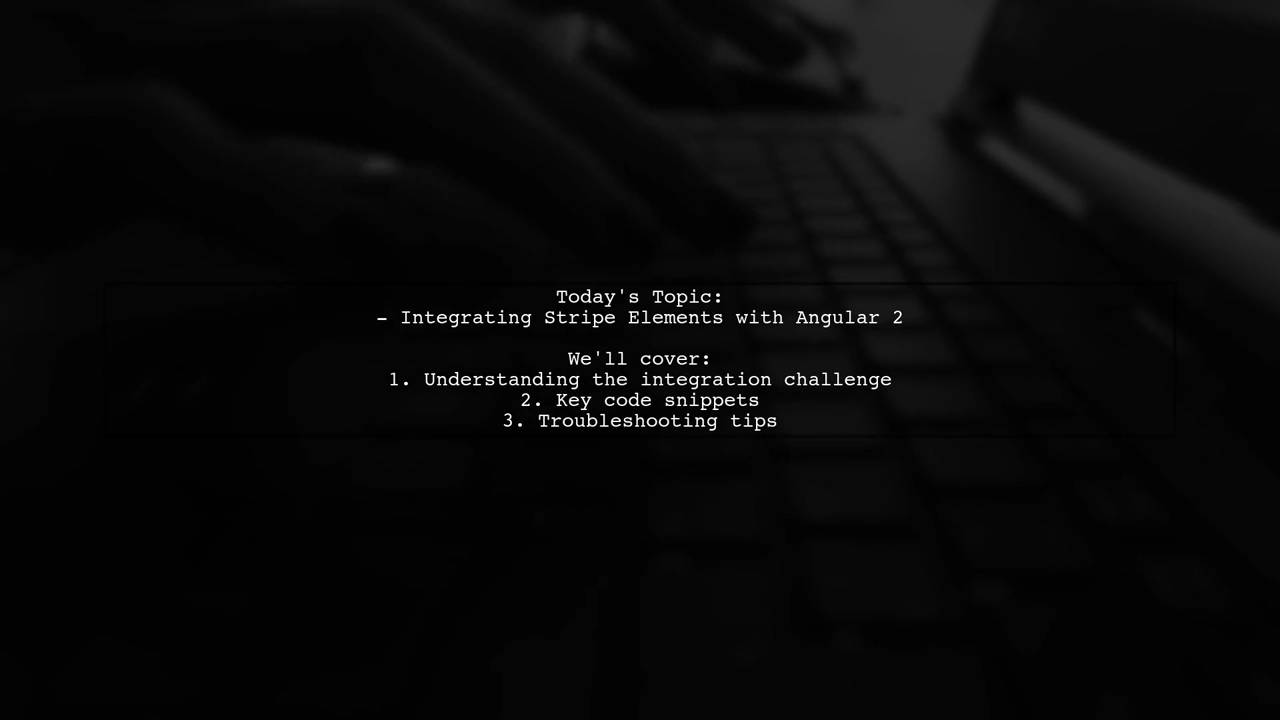 Today's Topic:
- Integrating Stripe Elements with Angular 2
We'll cover:
1. Understanding the integration challenge
2. Key code snippets
3. Troubleshooting tips